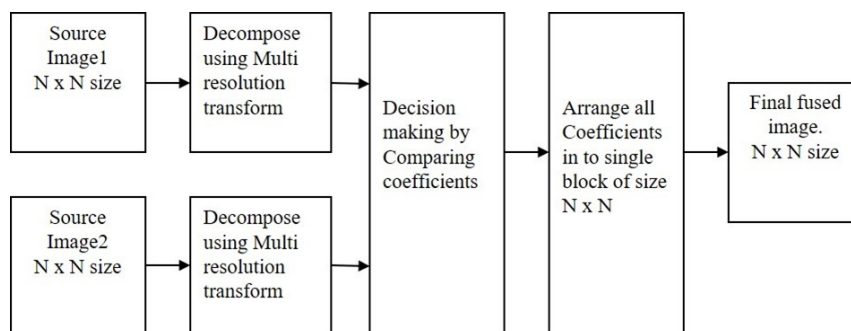 Source
Image1
N x N size
Decompose
using Multi
resolution
transform
Source
Image2
N x N size
Decompose
using Multi
resolution
transform
Decision
making by
Comparing
coefficients
Arrange all
Coefficients
in to single
block of size
N x N
Final fused
image.
N x N size